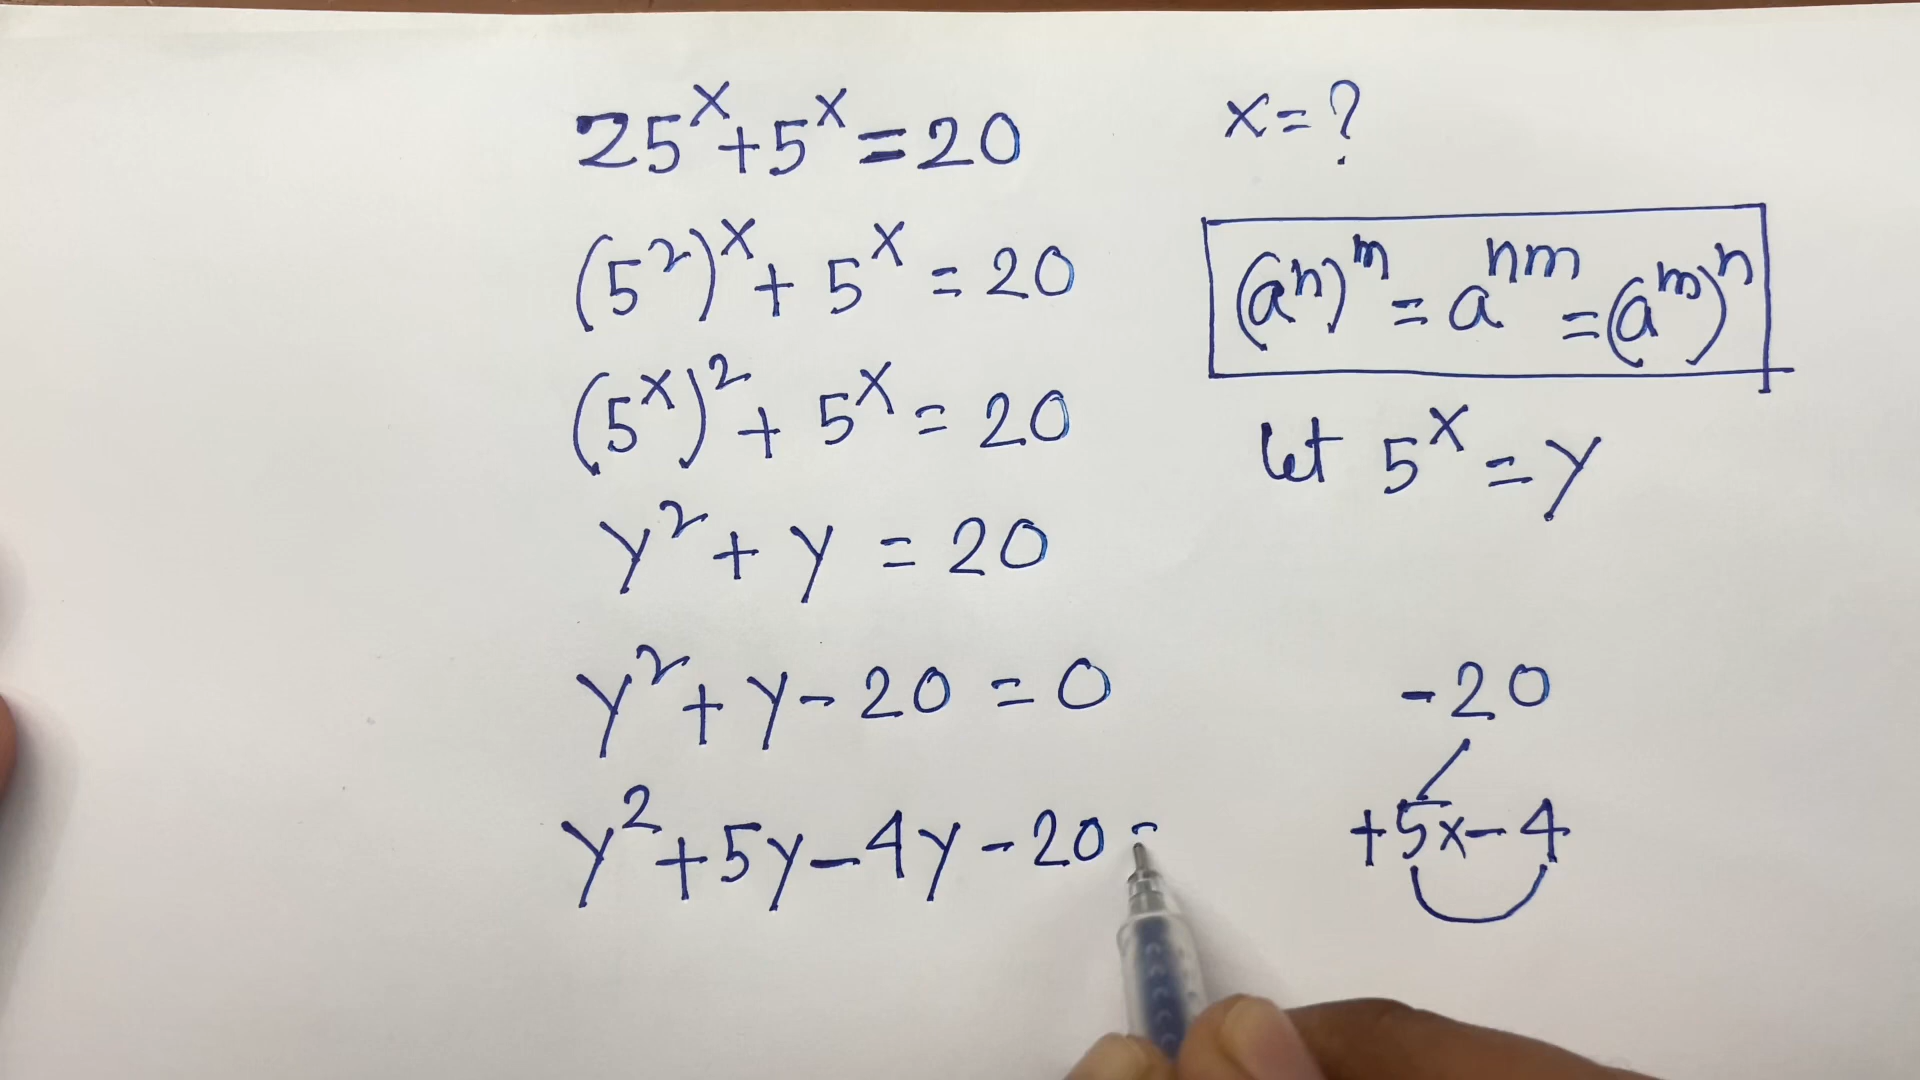 25^x + 5^x = 20
x = ?
(5^2)^x + 5^x = 20
(a^n)^m = a^nm = (a^m)^n
(5^x)^2 + 5^x = 20
let 5^x = y
y^2 + y = 20
y^2 + y - 20 = 0
-20
y^2 + 5y - 4y - 20 =
+5x-4